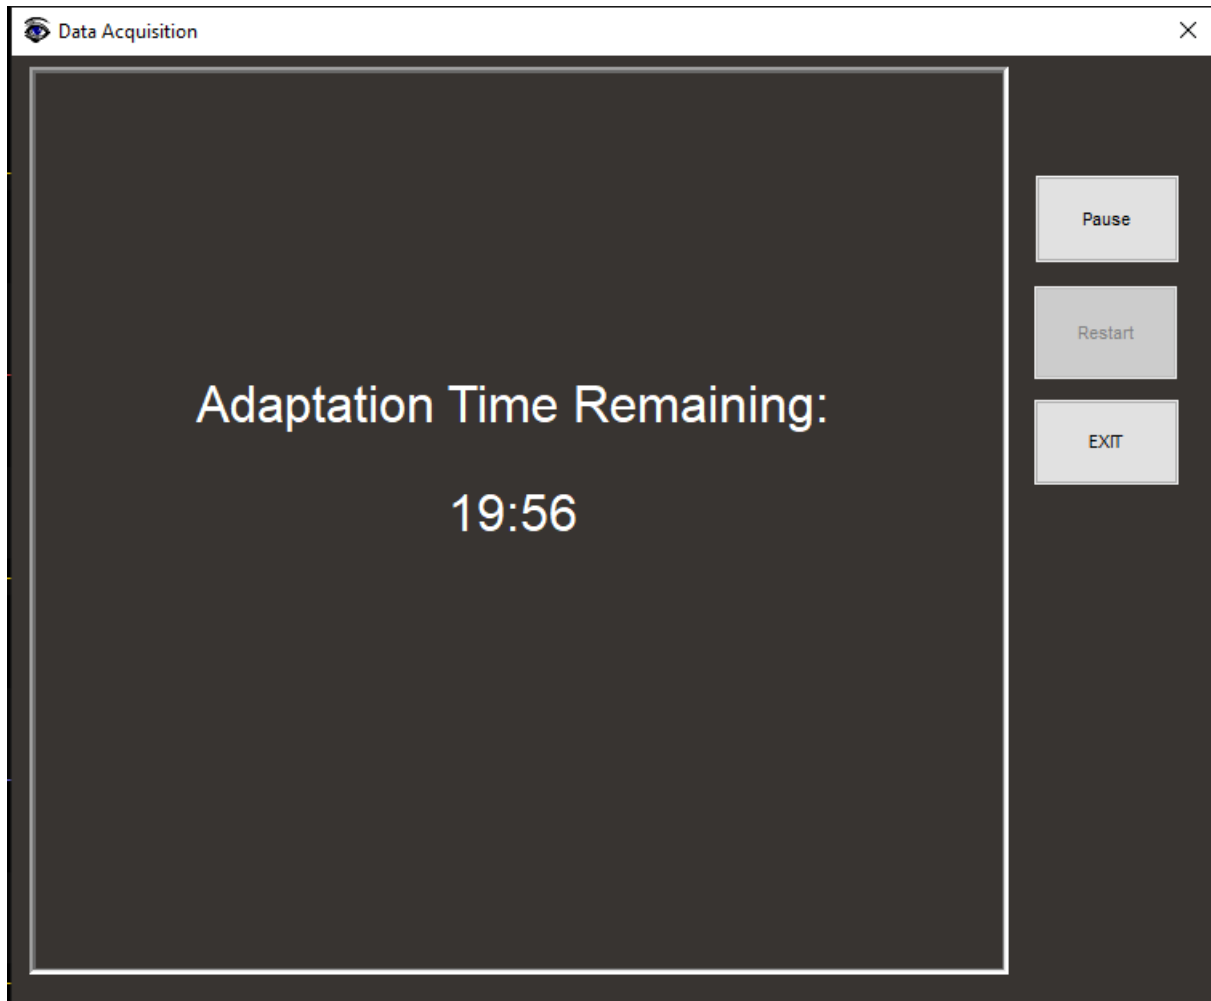 Data Acquisition
Pause
Restart
Adaptation Time Remaining:
EXIT
19:56